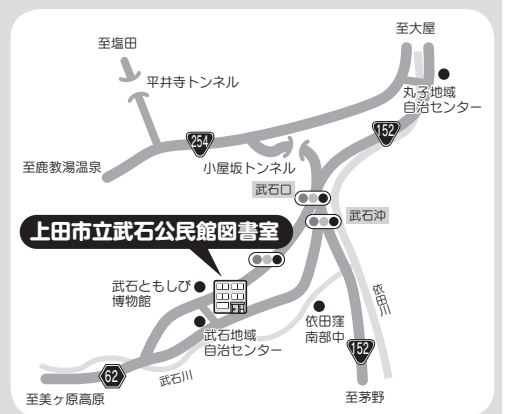 至大屋
至塩田
平井寺トンネル
丸子地域
自治センター
152
254
至鹿教湯温泉
小屋坂トンネル
武石口
武石沖
上田市立武石公民館図書室
武石ともしび
博物館
依田川
依田窪
南部中
武石地域
自治センター
152
62
武石川
至美ヶ原高原
至茅野